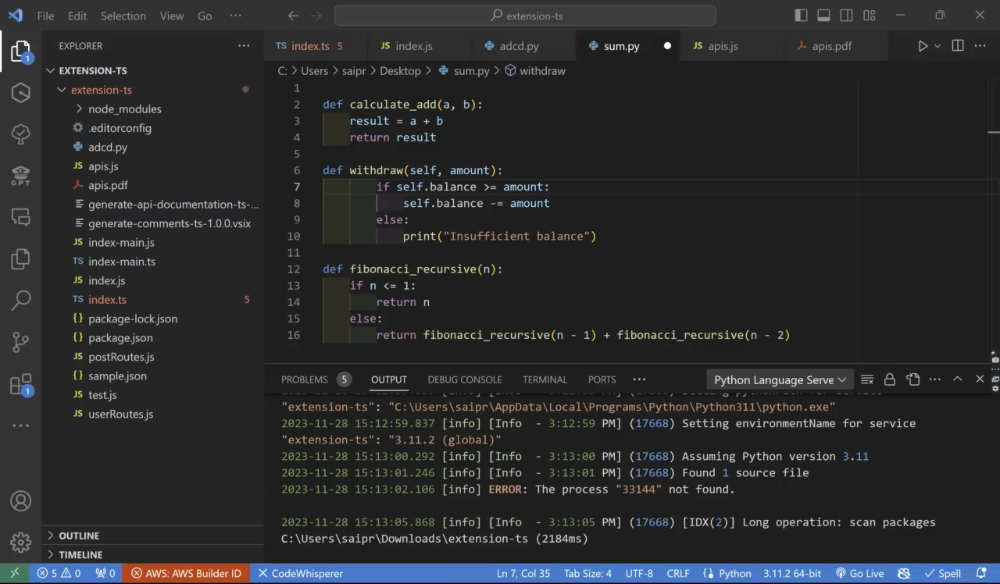 File Edit Selection View Go ··· extension-ts
EXPLORER ···
EXTENSION-TS
extension-ts
node_modules
.editorconfig
adcd.py
JS apis.js
apis.pdf
generate-api-documentation-ts-...
generate-comments-ts-1.0.0.vsix
JS index-main.js
TS index-main.ts
JS index.js
TS index.ts 5
{} package-lock.json
{} package.json
JS postRoutes.js
{} sample.json
JS test.js
JS userRoutes.js
OUTLINE
TIMELINE
1
GPT
1
TS index.ts 5 JS index.js adcd.py sum.py JS apis.js apis.pdf
C: > Users > saipr > Desktop > sum.py > withdraw
1
2 def calculate_add(a, b):
3 result = a + b
4 return result
5
6 def withdraw(self, amount):
7 if self.balance >= amount:
8 self.balance -= amount
9 else:
10 print("Insufficient balance")
11
12 def fibonacci_recursive(n):
13 if n <= 1:
14 return n
15 else:
16 return fibonacci_recursive(n - 1) + fibonacci_recursive(n - 2)
PROBLEMS 5 OUTPUT DEBUG CONSOLE TERMINAL PORTS ··· Python Language Serve
"extension-ts": "C:\Users\saipr\AppData\Local\Programs\Python\Python311\python.exe"
2023-11-28 15:12:59.837 [info] [Info - 3:12:59 PM] (17668) Setting environmentName for service
"extension-ts": "3.11.2 (global)"
2023-11-28 15:13:00.292 [info] [Info - 3:13:00 PM] (17668) Assuming Python version 3.11
2023-11-28 15:13:01.246 [info] [Info - 3:13:01 PM] (17668) Found 1 source file
2023-11-28 15:13:02.106 [info] ERROR: The process "33144" not found.
2023-11-28 15:13:05.868 [info] [Info - 3:13:05 PM] (17668) [IDX(2)] Long operation: scan packages
C:\Users\saipr\Downloads\extension-ts (2184ms)
5 0 0 AWS: AWS Builder ID CodeWhisperer Ln 7, Col 35 Tab Size: 4 UTF-8 CRLF Python 3.11.2 64-bit Go Live Spell